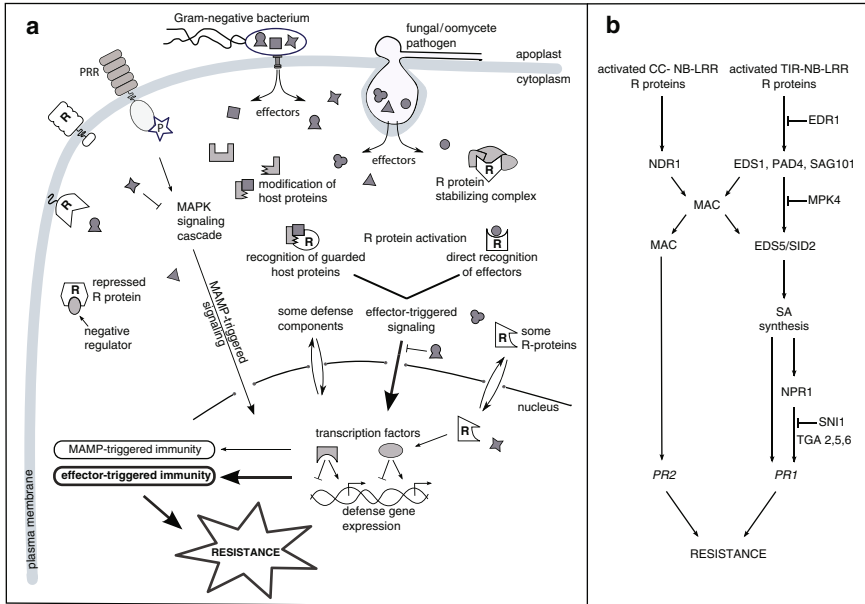 a
Gram-negative bacterium
fungal/oomycete
pathogen
apoplast
cytoplasm
PRR
P
R
effectors
effectors
R
MAPK
signaling
cascade
modification of
host proteins
R
R protein
stabilizing complex
R protein activation
R
R
recognition of guarded
host proteins
direct recognition
of effectors
R
repressed
R protein
negative
regulator
MAMP-triggered
signaling
some defense
components
effector-triggered
signaling
R
some
R-proteins
nucleus
R
transcription factors
MAMP-triggered immunity
effector-triggered immunity
defense gene
expression
RESISTANCE
plasma membrane
b
activated CC- NB-LRR
R proteins
activated TIR-NB-LRR
R proteins
EDR1
NDR1
EDS1, PAD4, SAG101
MPK4
MAC
MAC
EDS5/SID2
SA
synthesis
NPR1
SNI1
TGA 2,5,6
PR2
PR1
RESISTANCE